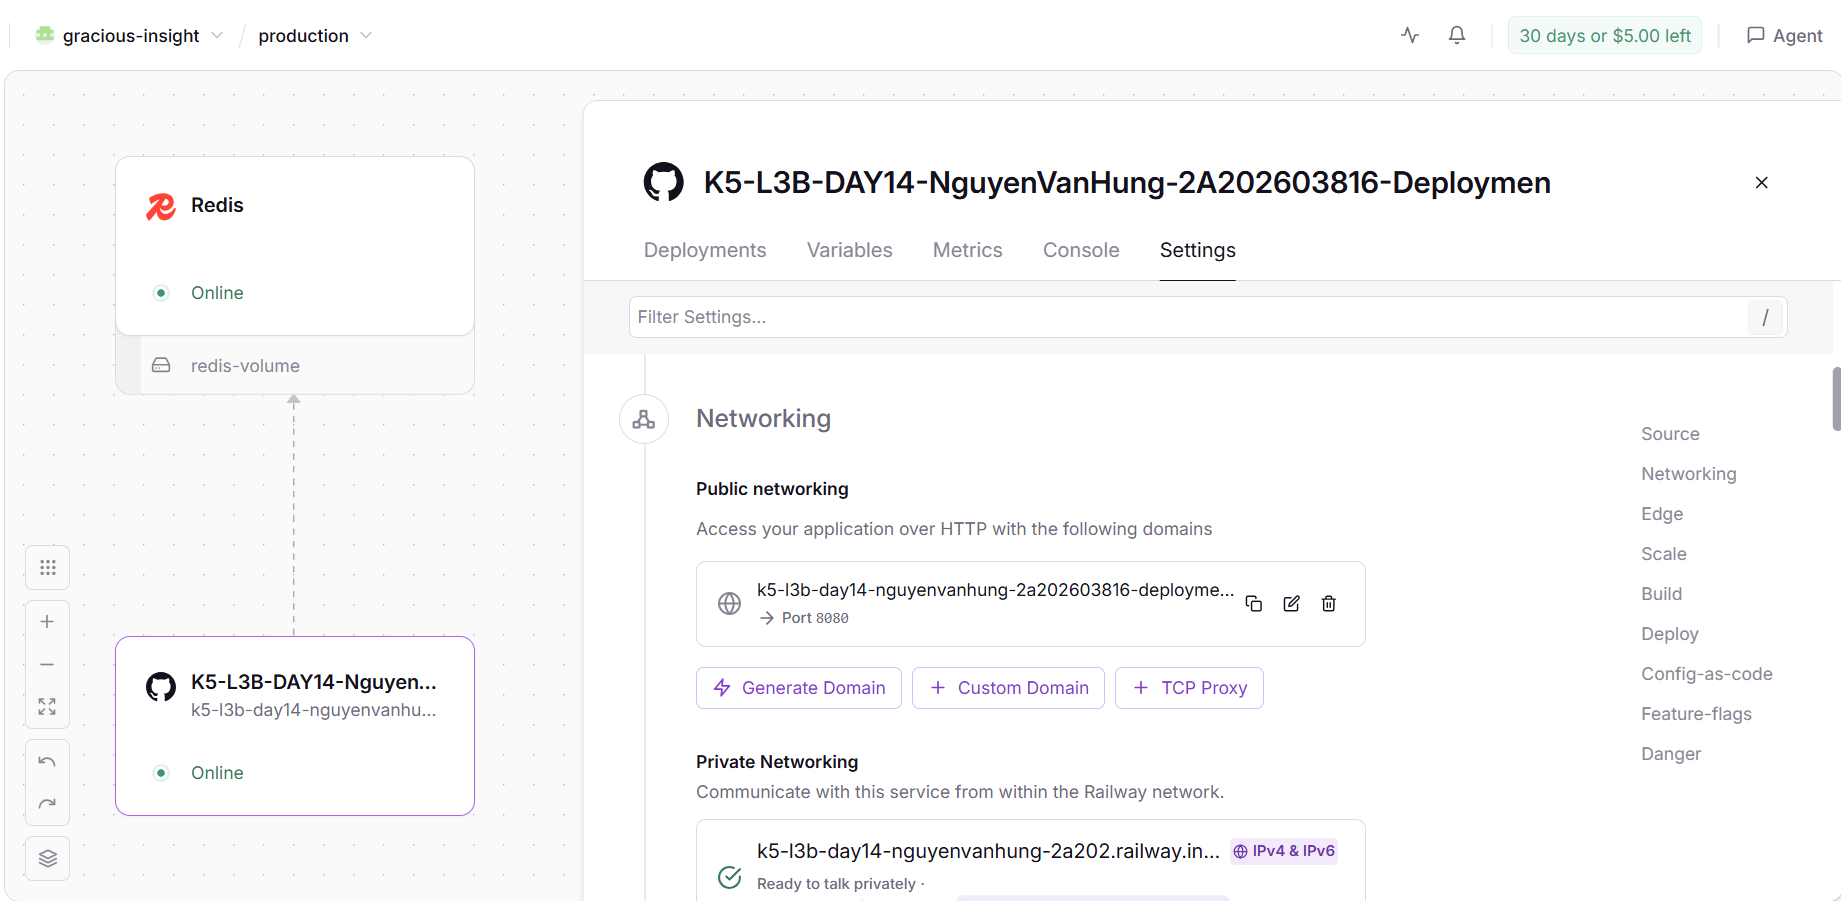 gracious-insight / production
30 days or $5.00 left
Agent
Redis
Online
redis-volume
K5-L3B-DAY14-Nguyen...
k5-l3b-day14-nguyenvanhu...
Online
K5-L3B-DAY14-NguyenVanHung-2A202603816-Deploymen
Deployments Variables Metrics Console Settings
Filter Settings... /
Networking
Public networking
Access your application over HTTP with the following domains
k5-l3b-day14-nguyenvanhung-2a202603816-deployme...
Port 8080
Generate Domain
Custom Domain
TCP Proxy
Private Networking
Communicate with this service from within the Railway network.
k5-l3b-day14-nguyenvanhung-2a202.railway.in... IPv4 & IPv6
Ready to talk privately ·
Source
Networking
Edge
Scale
Build
Deploy
Config-as-code
Feature-flags
Danger